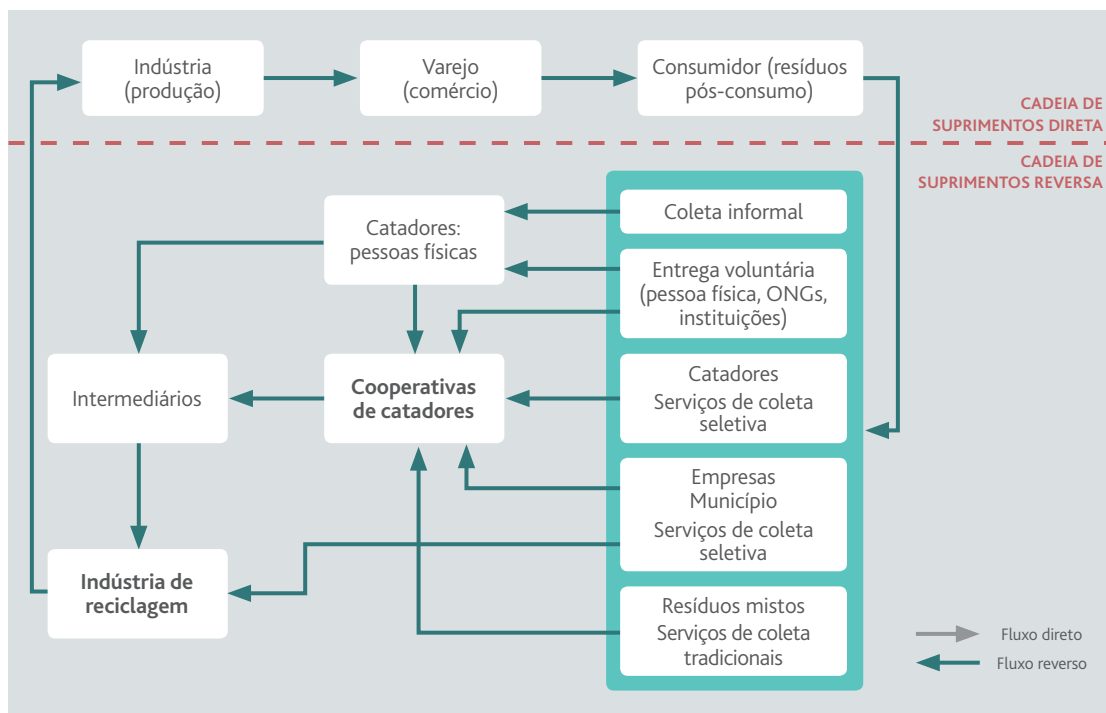 Indústria
(produção)
Varejo
(comércio)
Consumidor (resíduos
pós-consumo)
CADEIA DE
SUPRIMENTOS DIRETA
CADEIA DE
SUPRIMENTOS REVERSA
Catadores:
pessoas físicas
Coleta informal
Entrega voluntária
(pessoa física, ONGs,
instituições)
Intermediários
Cooperativas
de catadores
Catadores
Serviços de coleta
seletiva
Empresas
Município
Serviços de coleta
seletiva
Indústria de
reciclagem
Resíduos mistos
Serviços de coleta
tradicionais
Fluxo direto
Fluxo reverso